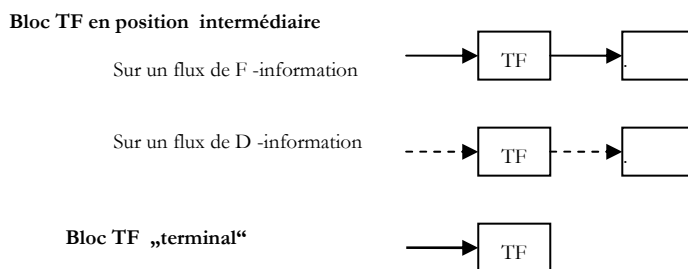 Bloc TF en position intermédiaire
Sur un flux de F -information
TF
.
Sur un flux de D -information
TF
.
Bloc TF „terminal“
TF